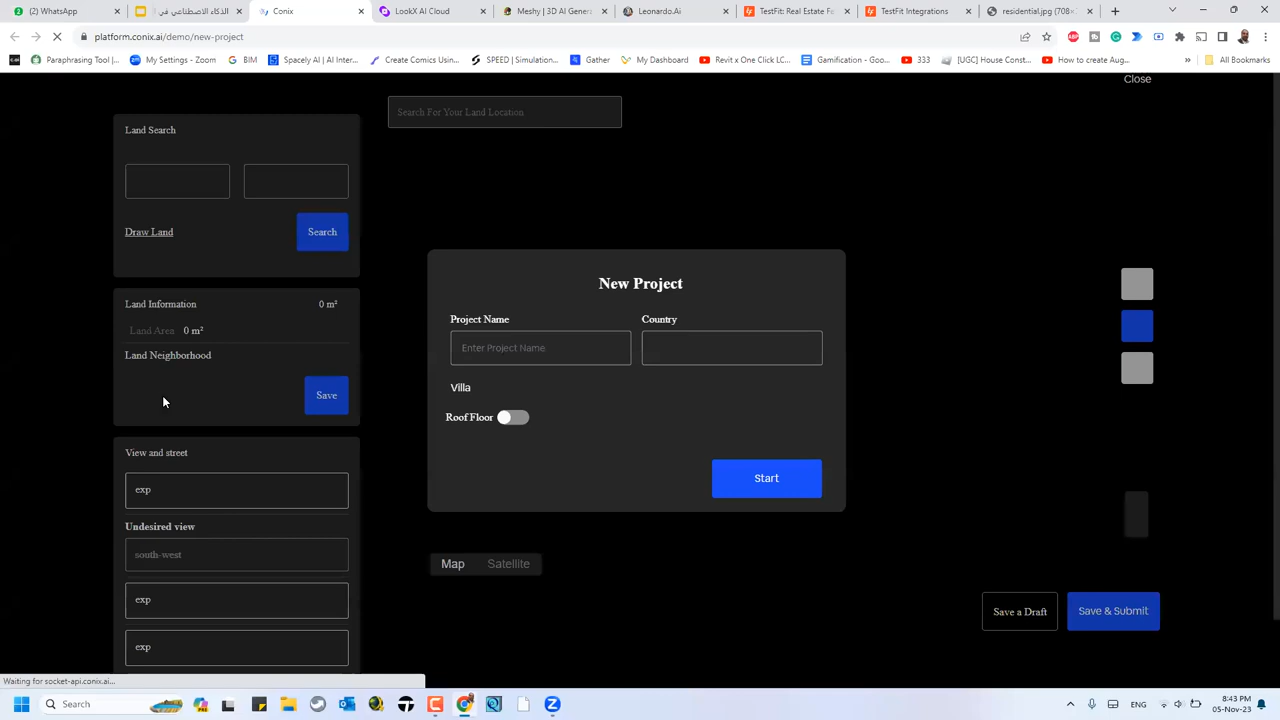 (2) WhatsApp
الذكاء الاصطناعي في
Conix
LookX AI Cloud
Meshy | 3D AI Genera
Leonardo.Ai
TestFit: Real Estate Fe
TestFit Integrations
residential.jpg (708×
platform.conix.ai/demo/new-project
Paraphrasing Tool |...
My Settings - Zoom
BIM
Spacely AI | AI Inter...
Create Comics Using...
SPEED | Simulation...
Gather
My Dashboard
Revit x One Click LC...
Gamification - Goo...
333
[UGC] House Const...
How to create Aug...
»
All Bookmarks
Close
Search For Your Land Location
Land Search
Draw Land
Search
Land Information
0 m²
Land Area
0 m²
Land Neighborhood
Save
View and street
exp
Undesired view
south-west
exp
exp
New Project
Project Name
Country
Enter Project Name
Villa
Roof Floor
Start
Map
Satellite
Save a Draft
Save & Submit
Waiting for socket-api.conix.ai...
Search
ENG
8:43 PM
05-Nov-23